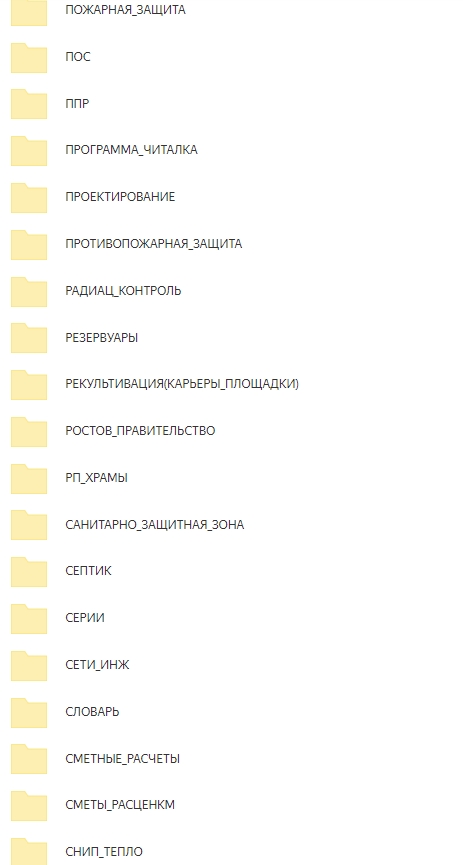 ПОЖАРНАЯ_ЗАЩИТА
ПОС
ППР
ПРОГРАММА_ЧИТАЛКА
ПРОЕКТИРОВАНИЕ
ПРОТИВОПОЖАРНАЯ_ЗАЩИТА
РАДИАЦ_КОНТРОЛЬ
РЕЗЕРВУАРЫ
РЕКУЛЬТИВАЦИЯ(КАРЬЕРЫ_ПЛОЩАДКИ)
РОСТОВ_ПРАВИТЕЛЬСТВО
РП_ХРАМЫ
САНИТАРНО_ЗАЩИТНАЯ_ЗОНА
СЕПТИК
СЕРИИ
СЕТИ_ИНЖ
СЛОВАРЬ
СМЕТНЫЕ_РАСЧЕТЫ
СМЕТЫ_РАСЦЕНКМ
СНИП_ТЕПЛО